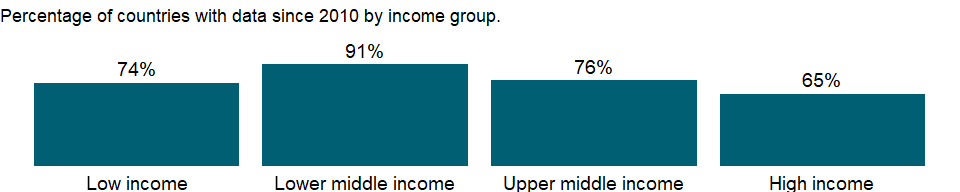 Percentage of countries with data since 2010 by income group.
91%
74%
76%
65%
Low income
Lower middle income
Upper middle income
High income